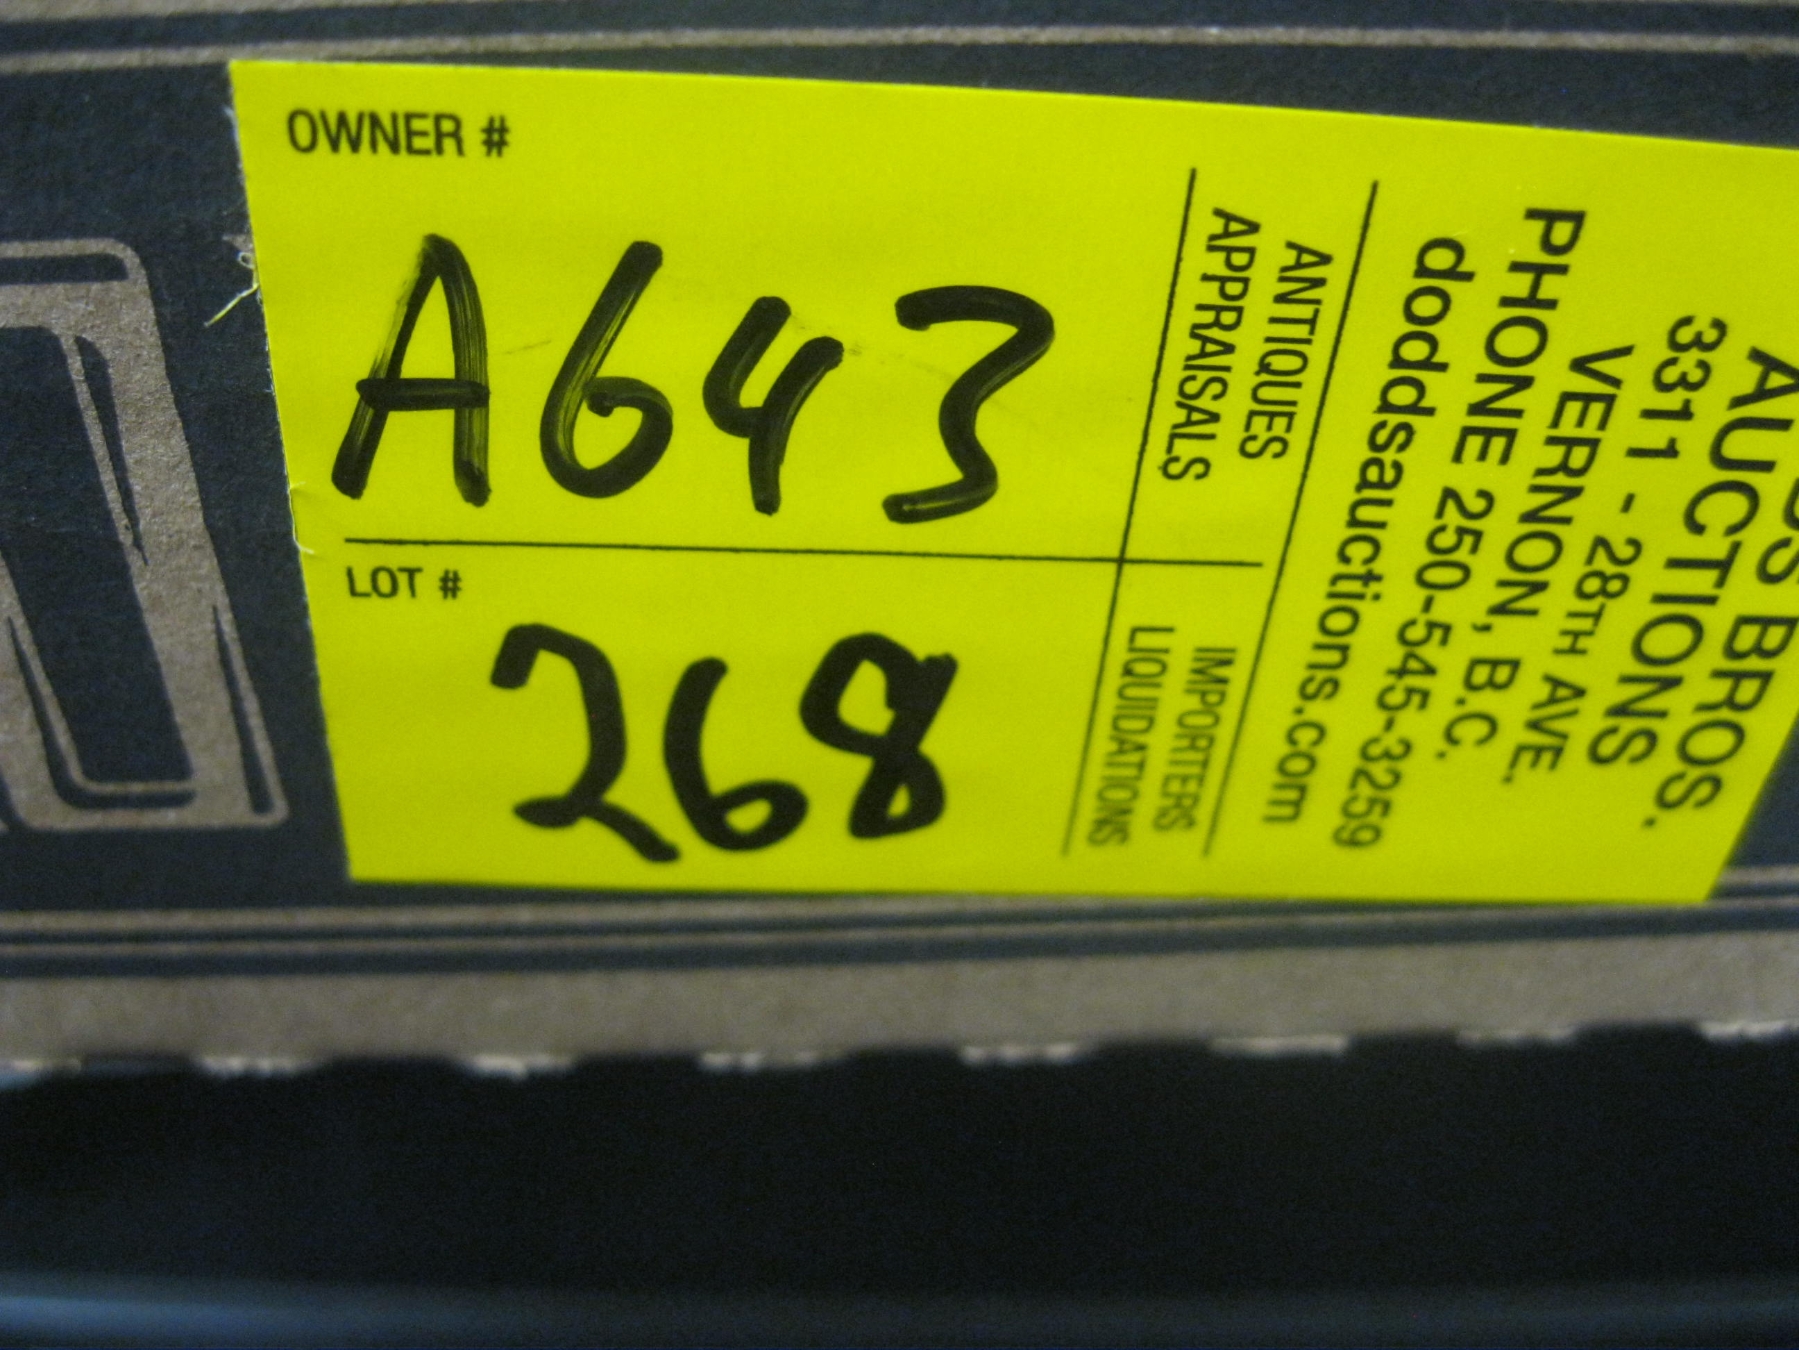 OWNER #
A643
LOT #
268
ANTIQUES
APPRAISALS
IMPORTERS
LIQUIDATIONS
BROS.
AUCTIONS
3311 - 28TH AVE.
VERNON, B.C.
PHONE 250-545-3259
doddsauctions.com